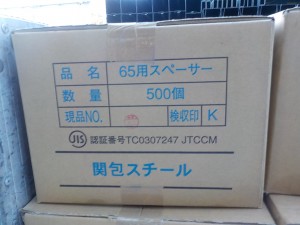 品名 65用スペーサー
数量 500個
現品NO. 検収印 K
JIS 認証番号TC0307247 JTCCM
関包スチール